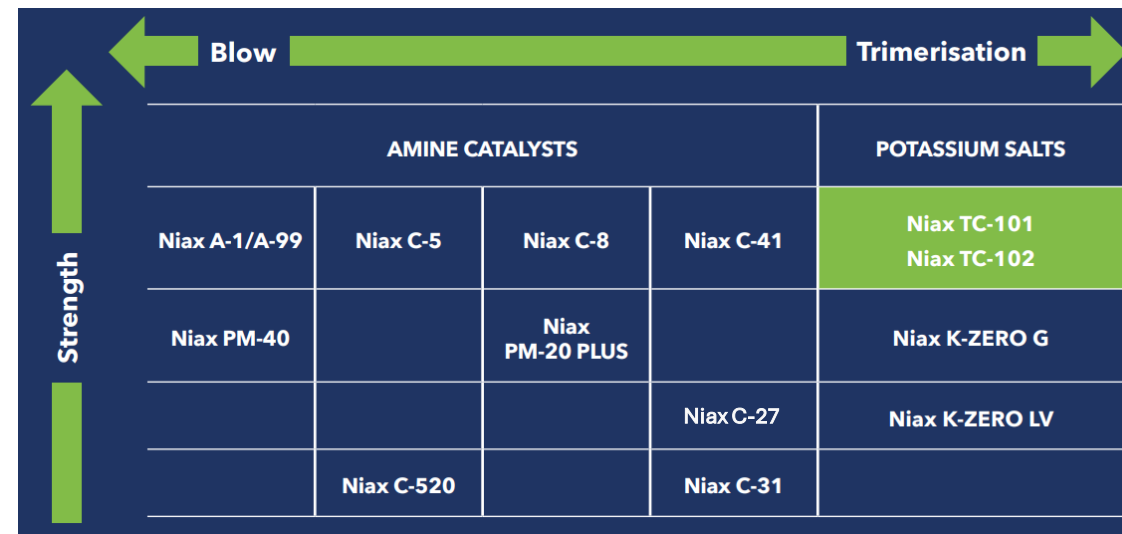 Blow
Trimerisation
Strength
AMINE CATALYSTS
POTASSIUM SALTS
Niax A-1/A-99
Niax C-5
Niax C-8
Niax C-41
Niax TC-101
Niax TC-102
Niax PM-40
Niax
PM-20 PLUS
Niax K-ZERO G
Niax C-27
Niax K-ZERO LV
Niax C-520
Niax C-31